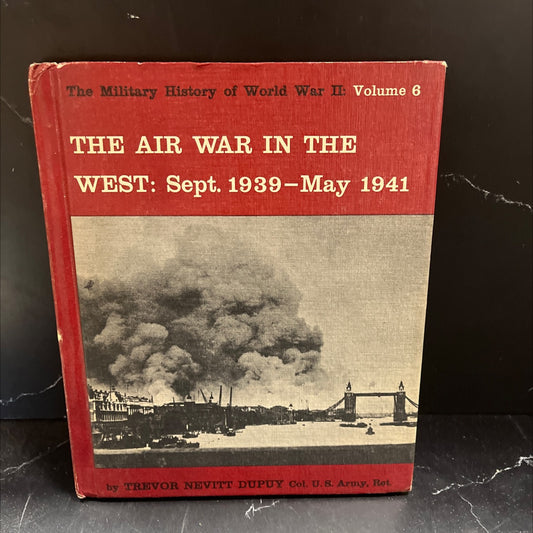 The Military History of World War II: Volume 6
THE AIR WAR IN THE
WEST: Sept. 1939–May 1941
by TREVOR NEVITT DUPUY Col. U. S. Army, Ret.